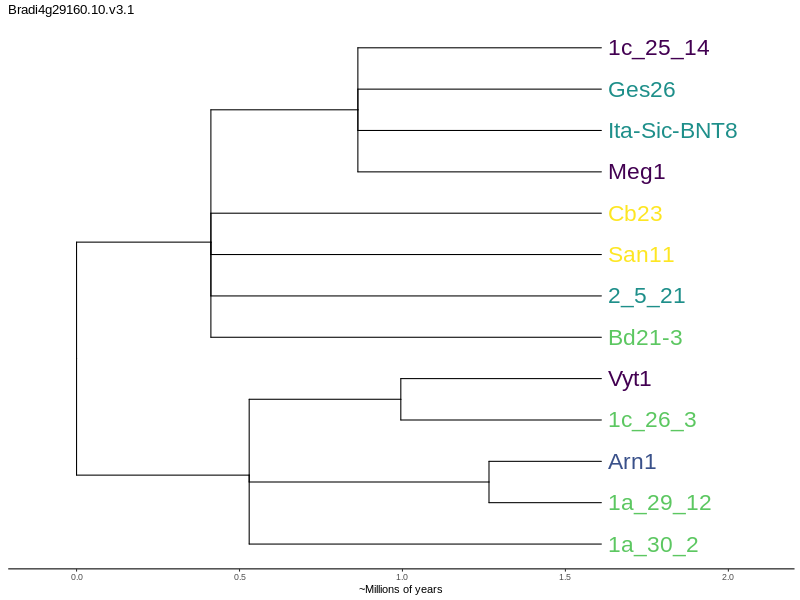 Bradi4g29160.10.v3.1
1c_25_14
Ges26
Ita-Sic-BNT8
Meg1
Cb23
San11
2_5_21
Bd21-3
Vyt1
1c_26_3
Arn1
1a_29_12
1a_30_2
0.0 0.5 1.0 1.5 2.0
~Millions of years